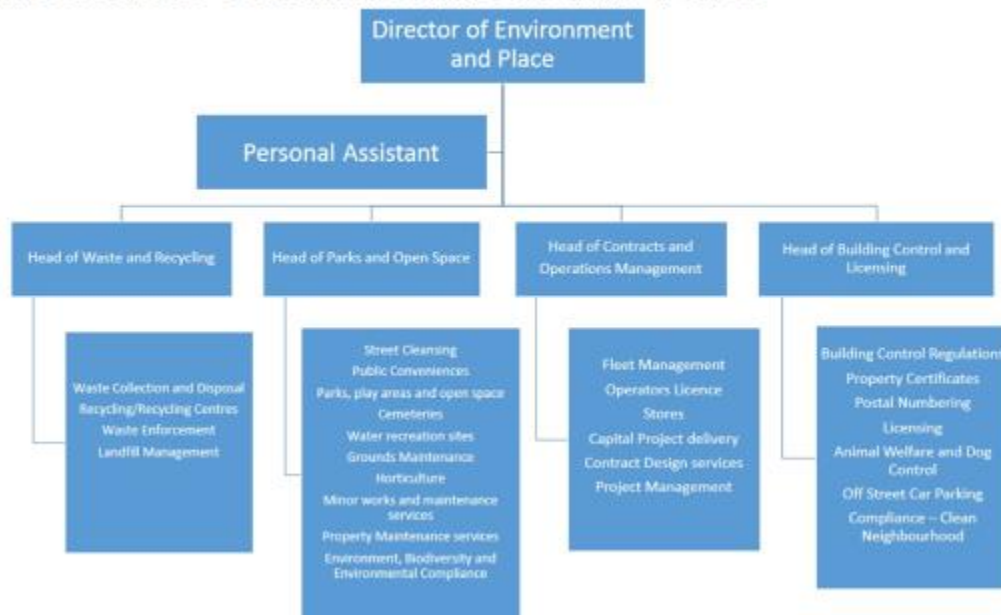 Director of Environment
and Place
Personal Assistant
Head of Waste and Recycling
Head of Parks and Open Space
Head of Contracts and
Operations Management
Head of Building Control and
Licensing
Waste Collection and Disposal
Recycling/Recycling Centres
Waste Enforcement
Landfill Management
Street Cleansing
Public Conveniences
Parks, play areas and open space
Cemeteries
Water recreation sites
Grounds Maintenance
Horticulture
Minor works and maintenance
services
Property Maintenance services
Environment, Biodiversity and
Environmental Compliance
Fleet Management
Operators Licence
Stores
Capital Project delivery
Contract Design services
Project Management
Building Control Regulations
Property Certificates
Postal Numbering
Licensing
Animal Welfare and Dog
Control
Off Street Car Parking
Compliance – Clean
Neighbourhood